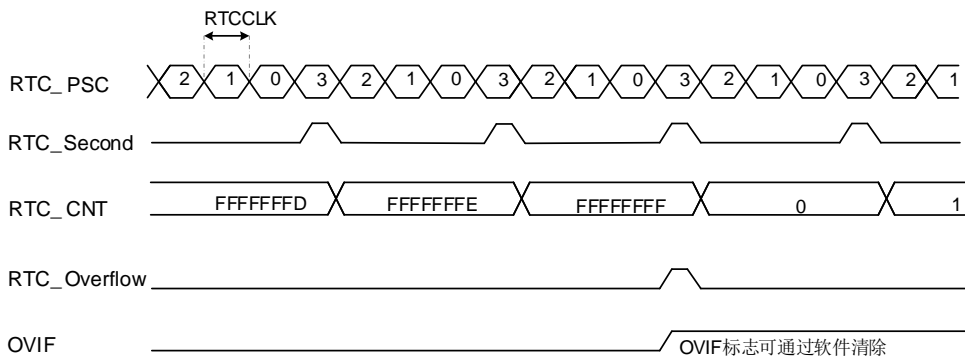 RTCCLK
RTC_PSC 2 1 0 3 2 1 0 3 2 1 0 3 2 1 0 3 2 1
RTC_Second
RTC_CNT FFFFFFFD FFFFFFFE FFFFFFFF 0 1
RTC_Overflow
OVIF OVIF标志可通过软件清除